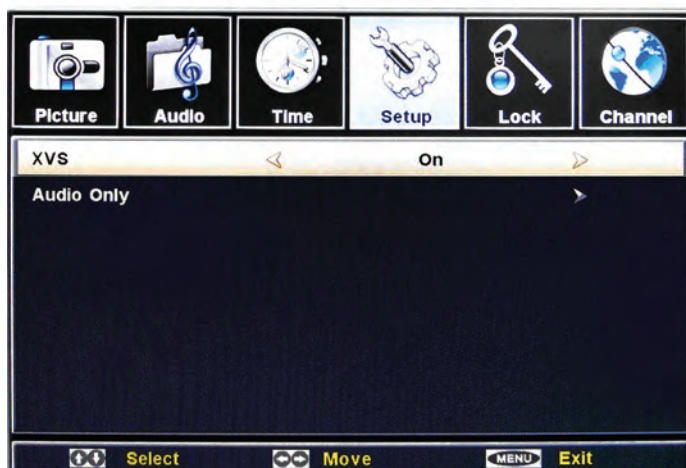 Picture Audio Time Setup Lock Channel
XVS On
Audio Only
Select Move MENU Exit